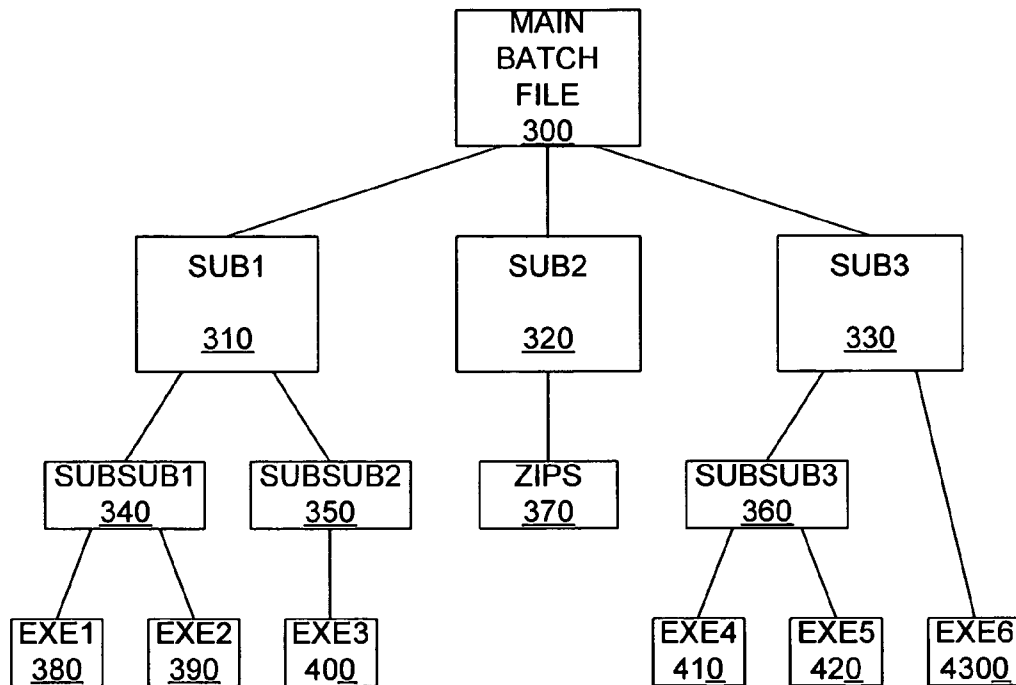 MAIN
BATCH
FILE
300
SUB1
310
SUB2
320
SUB3
330
SUBSUB1
340
SUBSUB2
350
ZIPS
370
SUBSUB3
360
EXE1
380
EXE2
390
EXE3
400
EXE4
410
EXE5
420
EXE6
4300